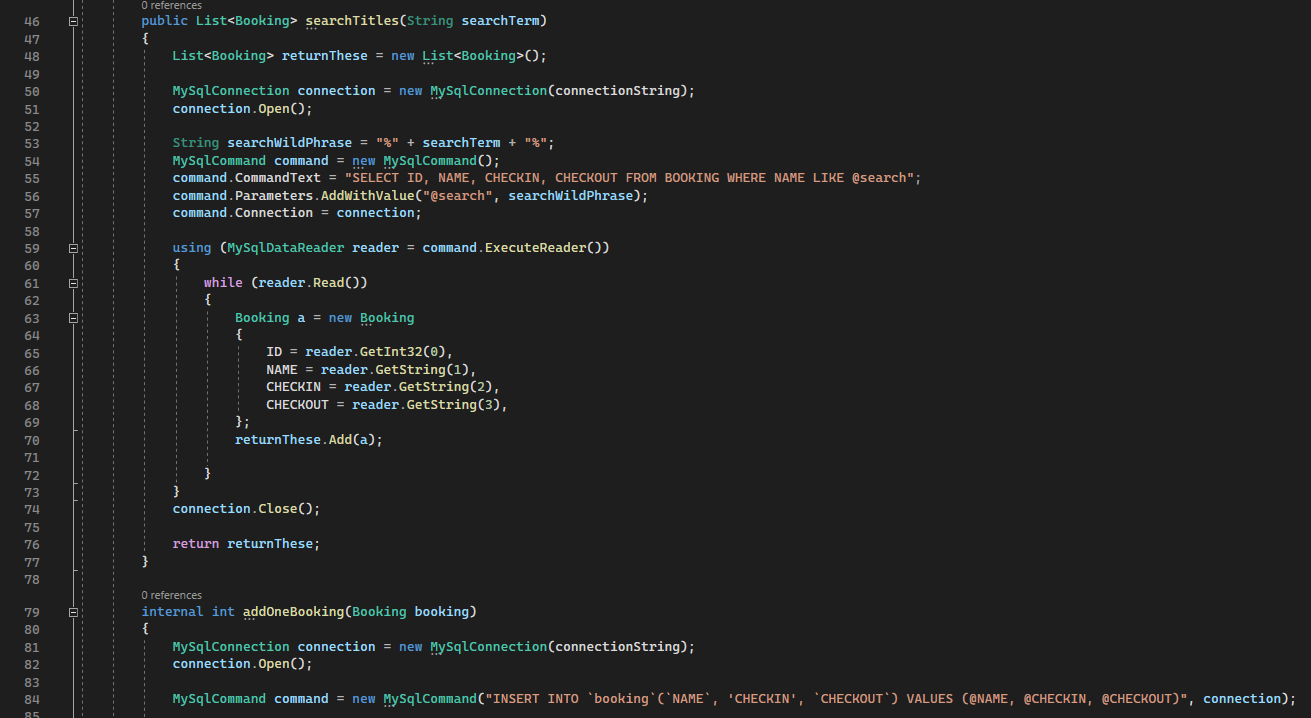 0 references
46 public List<Booking> searchTitles(String searchTerm)
47 {
48 List<Booking> returnThese = new List<Booking>();
49
50 MySqlConnection connection = new MySqlConnection(connectionString);
51 connection.Open();
52
53 String searchWildPhrase = "%" + searchTerm + "%";
54 MySqlCommand command = new MySqlCommand();
55 command.CommandText = "SELECT ID, NAME, CHECKIN, CHECKOUT FROM BOOKING WHERE NAME LIKE @search";
56 command.Parameters.AddWithValue("@search", searchWildPhrase);
57 command.Connection = connection;
58
59 using (MySqlDataReader reader = command.ExecuteReader())
60 {
61 while (reader.Read())
62 {
63 Booking a = new Booking
64 {
65 ID = reader.GetInt32(0),
66 NAME = reader.GetString(1),
67 CHECKIN = reader.GetString(2),
68 CHECKOUT = reader.GetString(3),
69 };
70 returnThese.Add(a);
71
72 }
73 }
74 connection.Close();
75
76 return returnThese;
77 }
78
0 references
79 internal int addOneBooking(Booking booking)
80 {
81 MySqlConnection connection = new MySqlConnection(connectionString);
82 connection.Open();
83
84 MySqlCommand command = new MySqlCommand("INSERT INTO `booking`(`NAME`, 'CHECKIN', `CHECKOUT`) VALUES (@NAME, @CHECKIN, @CHECKOUT)", connection);
85